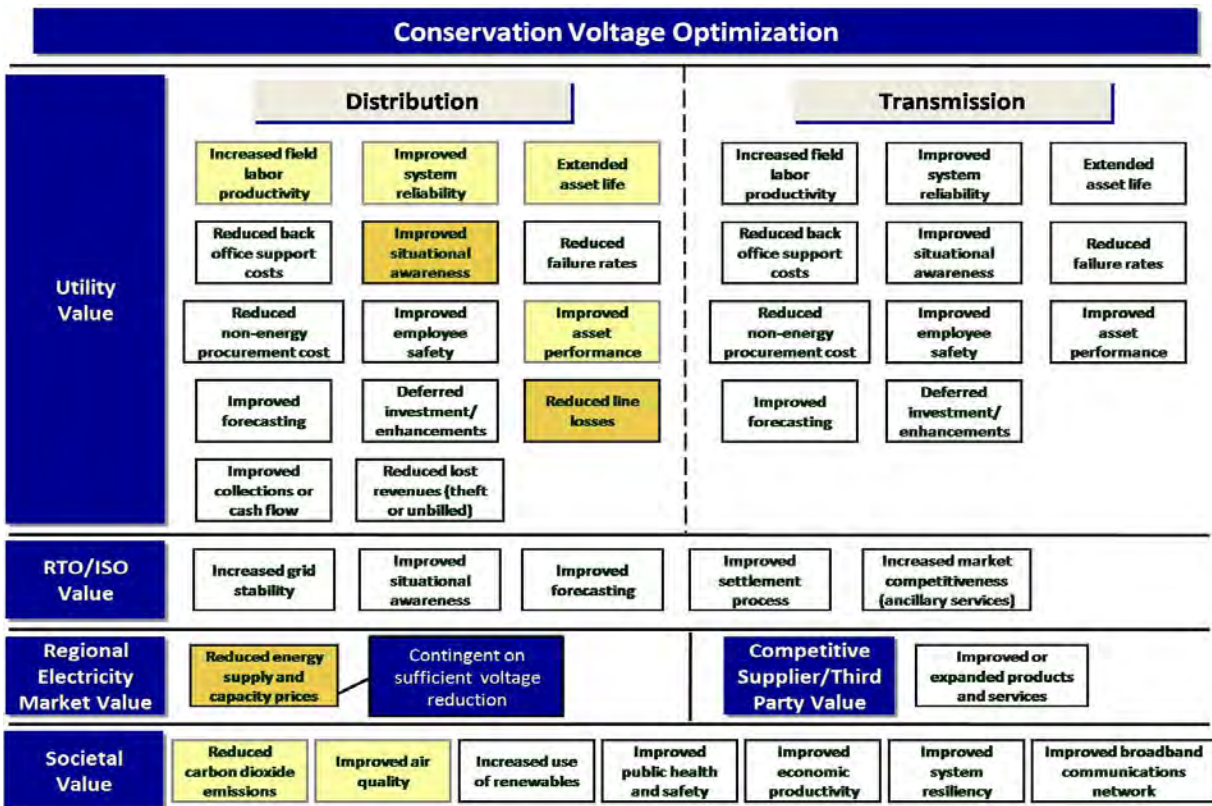 Conservation Voltage Optimization
Distribution
Transmission
Utility
Value
Increased field
labor
productivity
Improved
system
reliability
Extended
asset life
Reduced back
office support
costs
Improved
situational
awareness
Reduced
failure rates
Reduced
non-energy
procurement cost
Improved
employee
safety
Improved
asset
performance
Improved
forecasting
Deferred
investment/
enhancements
Reduced line
losses
Improved
collections or
cash flow
Reduced lost
revenues (theft
or unbilled)
Increased field
labor
productivity
Improved
system
reliability
Extended
asset life
Reduced back
office support
costs
Improved
situational
awareness
Reduced
failure rates
Reduced
non-energy
procurement cost
Improved
employee
safety
Improved
asset
performance
Improved
forecasting
Deferred
investment/
enhancements
RTO/ISO
Value
Increased grid
stability
Improved
situational
awareness
Improved
forecasting
Improved
settlement
process
Increased market
competitiveness
(ancillary services)
Regional
Electricity
Market Value
Reduced energy
supply and
capacity prices
Contingent on
sufficient voltage
reduction
Competitive
Supplier/Third
Party Value
Improved or
expanded products
and services
Societal
Value
Reduced
carbon dioxide
emissions
Improved air
quality
Increased use
of renewables
Improved
public health
and safety
Improved
economic
productivity
Improved
system
resiliency
Improved broadband
communications
network